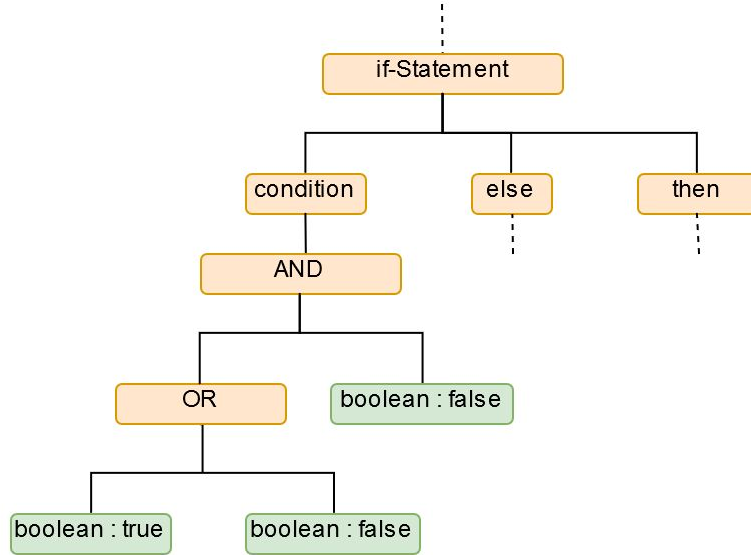 if-Statement
condition
else
then
AND
OR
boolean : false
boolean : true
boolean : false